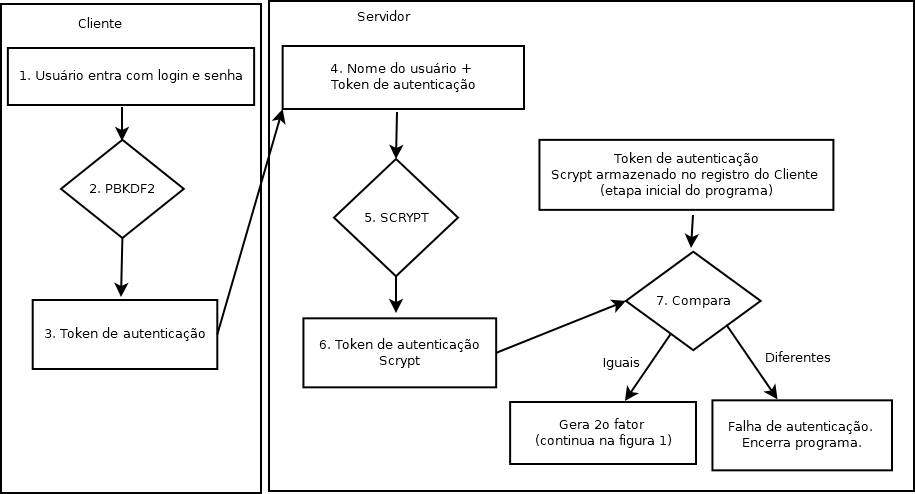 Cliente
1. Usuário entra com login e senha
2. PBKDF2
3. Token de autenticação
Servidor
4. Nome do usuário +
Token de autenticação
5. SCRYPT
6. Token de autenticação
Scrypt
Token de autenticação
Scrypt armazenado no registro do Cliente
(etapa inicial do programa)
7. Compara
Iguais
Diferentes
Gera 2o fator
(continua na figura 1)
Falha de autenticação.
Encerra programa.